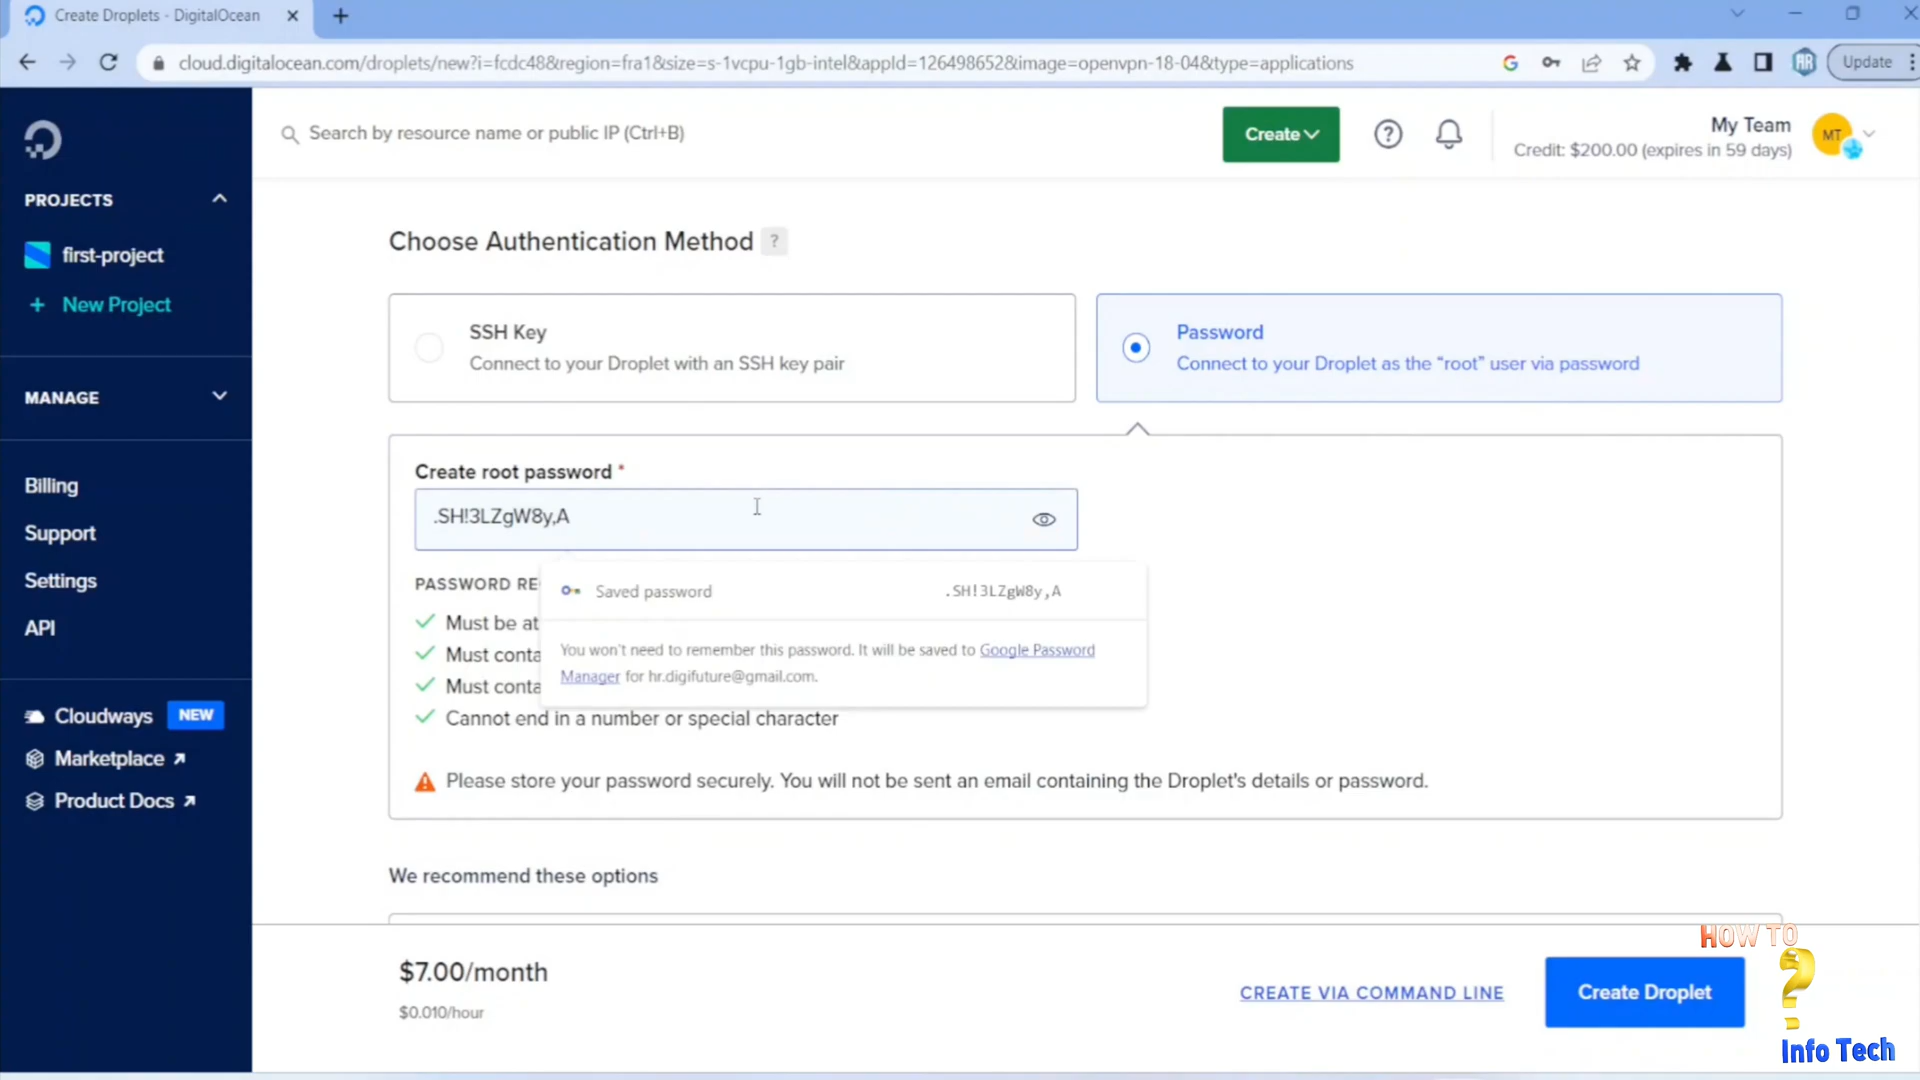 Create Droplets - DigitalOcean
cloud.digitalocean.com/droplets/new?i=fcdc48&region=fra1&size=s-1vcpu-1gb-intel&appId=126498652&image=openvpn-18-04&type=applications
Update
Search by resource name or public IP (Ctrl+B)
Create
My Team
Credit: $200.00 (expires in 59 days)
MT
PROJECTS
first-project
+ New Project
MANAGE
Billing
Support
Settings
API
Cloudways NEW
Marketplace
Product Docs
Choose Authentication Method ?
SSH Key
Connect to your Droplet with an SSH key pair
Password
Connect to your Droplet as the “root” user via password
Create root password *
.SH!3LZgW8y,A
PASSWORD RE
Saved password .SH!3LZgW8y,A
You won't need to remember this password. It will be saved to Google Password
Manager for hr.digifuture@gmail.com.
Must be at
Must conta
Must conta
Cannot end in a number or special character
Please store your password securely. You will not be sent an email containing the Droplet's details or password.
We recommend these options
$7.00/month
$0.010/hour
CREATE VIA COMMAND LINE
Create Droplet
HOW TO
?
Info Tech